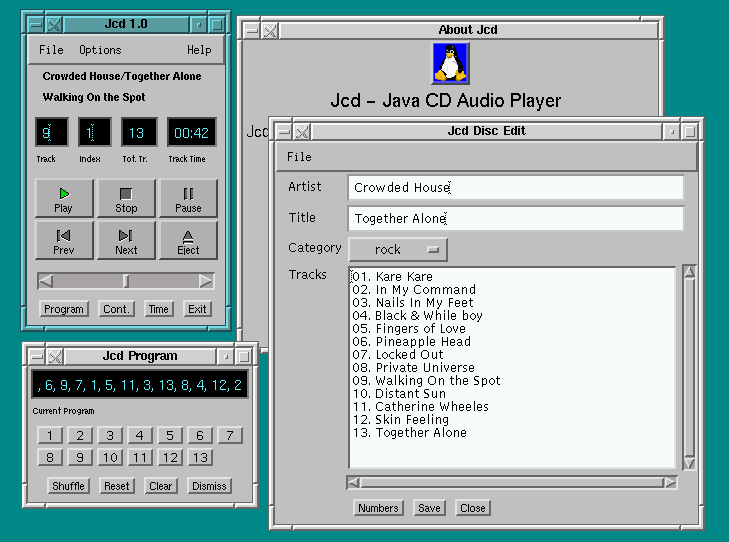 Jcd 1.0
File Options Help
Crowded House/Together Alone
Walking On the Spot
9 1 13 00:42
Track Index Tot. Tr. Track Time
Play Stop Pause
Prev Next Eject
Program Cont. Time Exit
About Jcd
Jcd - Java CD Audio Player
Jcd
Jcd Disc Edit
File
Artist Crowded House
Title Together Alone
Category rock
Tracks
01. Kare Kare
02. In My Command
03. Nails In My Feet
04. Black & While boy
05. Fingers of Love
06. Pineapple Head
07. Locked Out
08. Private Universe
09. Walking On the Spot
10. Distant Sun
11. Catherine Wheeles
12. Skin Feeling
13. Together Alone
Numbers Save Close
Jcd Program
, 6, 9, 7, 1, 5, 11, 3, 13, 8, 4, 12, 2
Current Program
1 2 3 4 5 6 7
8 9 10 11 12 13
Shuffle Reset Clear Dismiss